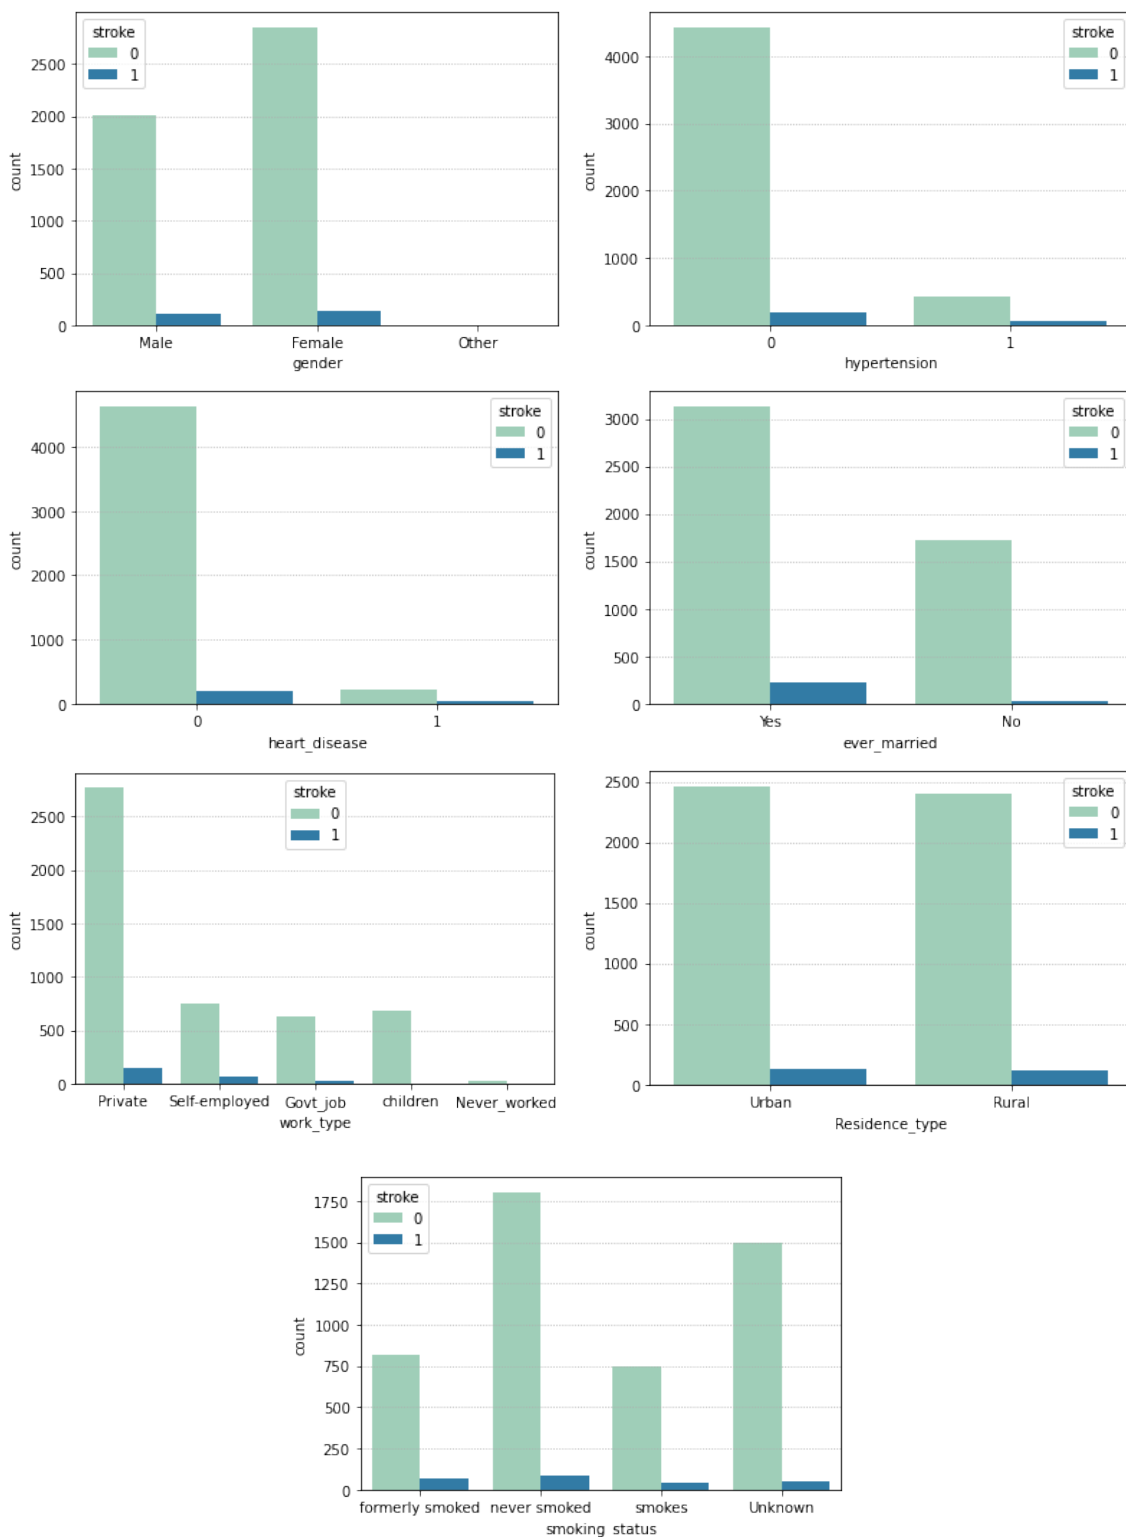 stroke
0
1
2500
2000
1500
1000
500
0
count
Male Female Other
gender
stroke
0
1
4000
3000
2000
1000
0
count
0 1
hypertension
stroke
0
1
4000
3000
2000
1000
0
count
0 1
heart_disease
stroke
0
1
3000
2500
2000
1500
1000
500
0
count
Yes No
ever_married
stroke
0
1
2500
2000
1500
1000
500
0
count
Private Self-employed Govt_job children Never_worked
work_type
stroke
0
1
2500
2000
1500
1000
500
0
count
Urban Rural
Residence_type
stroke
0
1
1750
1500
1250
1000
750
500
250
0
count
formerly smoked never smoked smokes Unknown
smoking_status